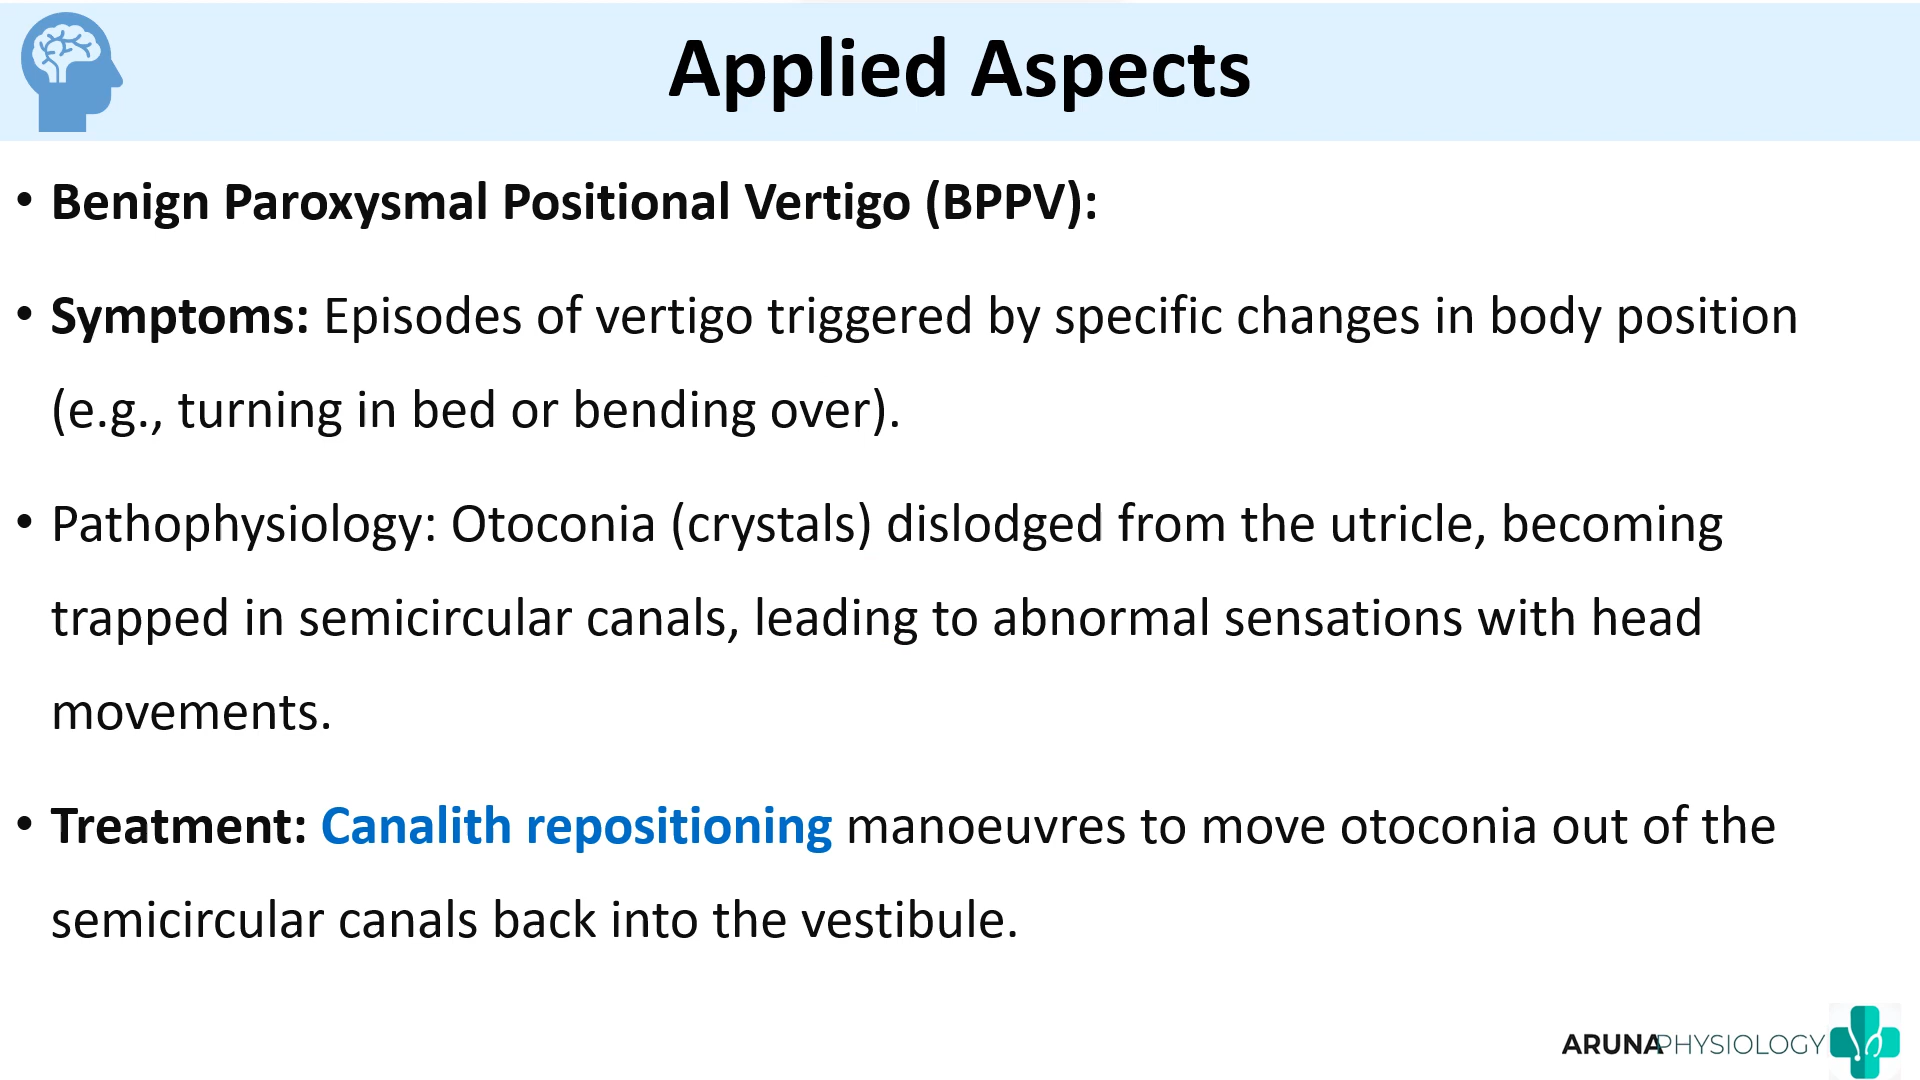 Applied Aspects
• Benign Paroxysmal Positional Vertigo (BPPV):
• Symptoms: Episodes of vertigo triggered by specific changes in body position
(e.g., turning in bed or bending over).
• Pathophysiology: Otoconia (crystals) dislodged from the utricle, becoming
trapped in semicircular canals, leading to abnormal sensations with head
movements.
• Treatment: Canalith repositioning manoeuvres to move otoconia out of the
semicircular canals back into the vestibule.
ARUNAPHYSIOLOGY